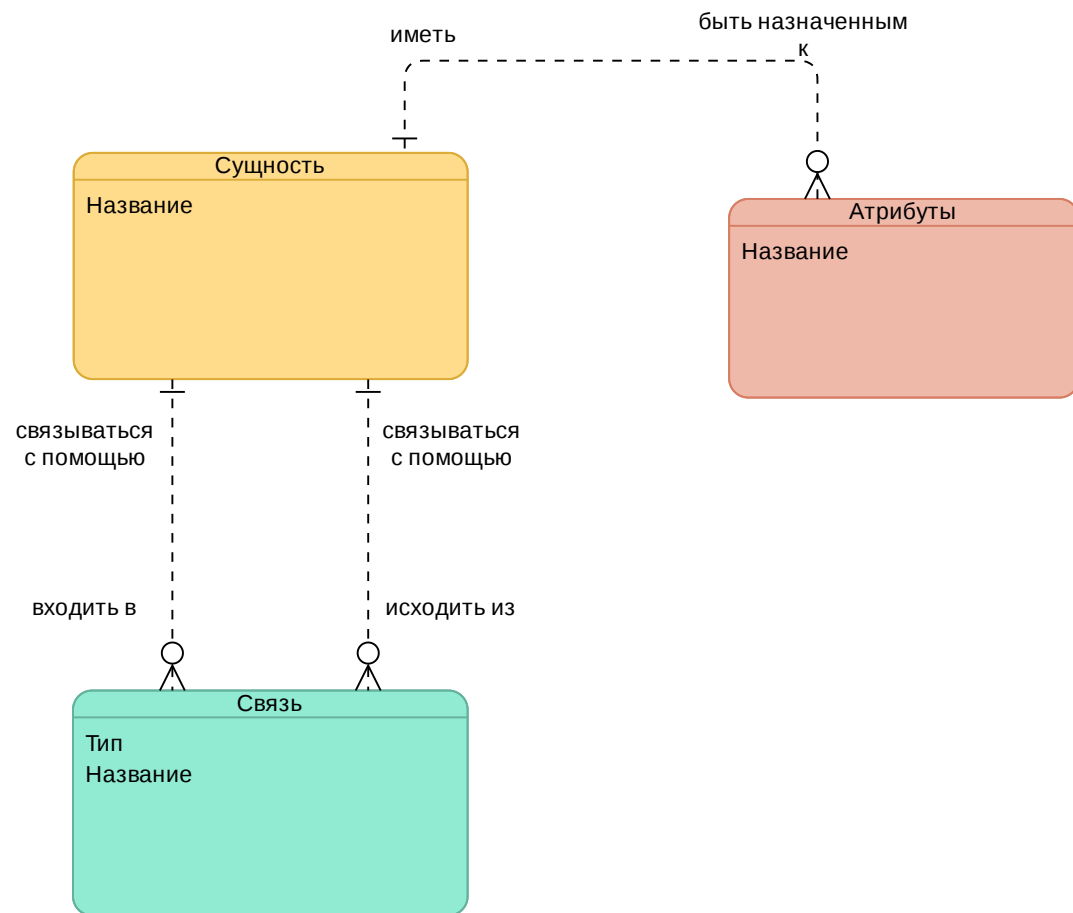 иметь
быть назначенным
к
Сущность
Название
Атрибуты
Название
связываться
с помощью
связываться
с помощью
входить в
исходить из
Связь
Тип
Название